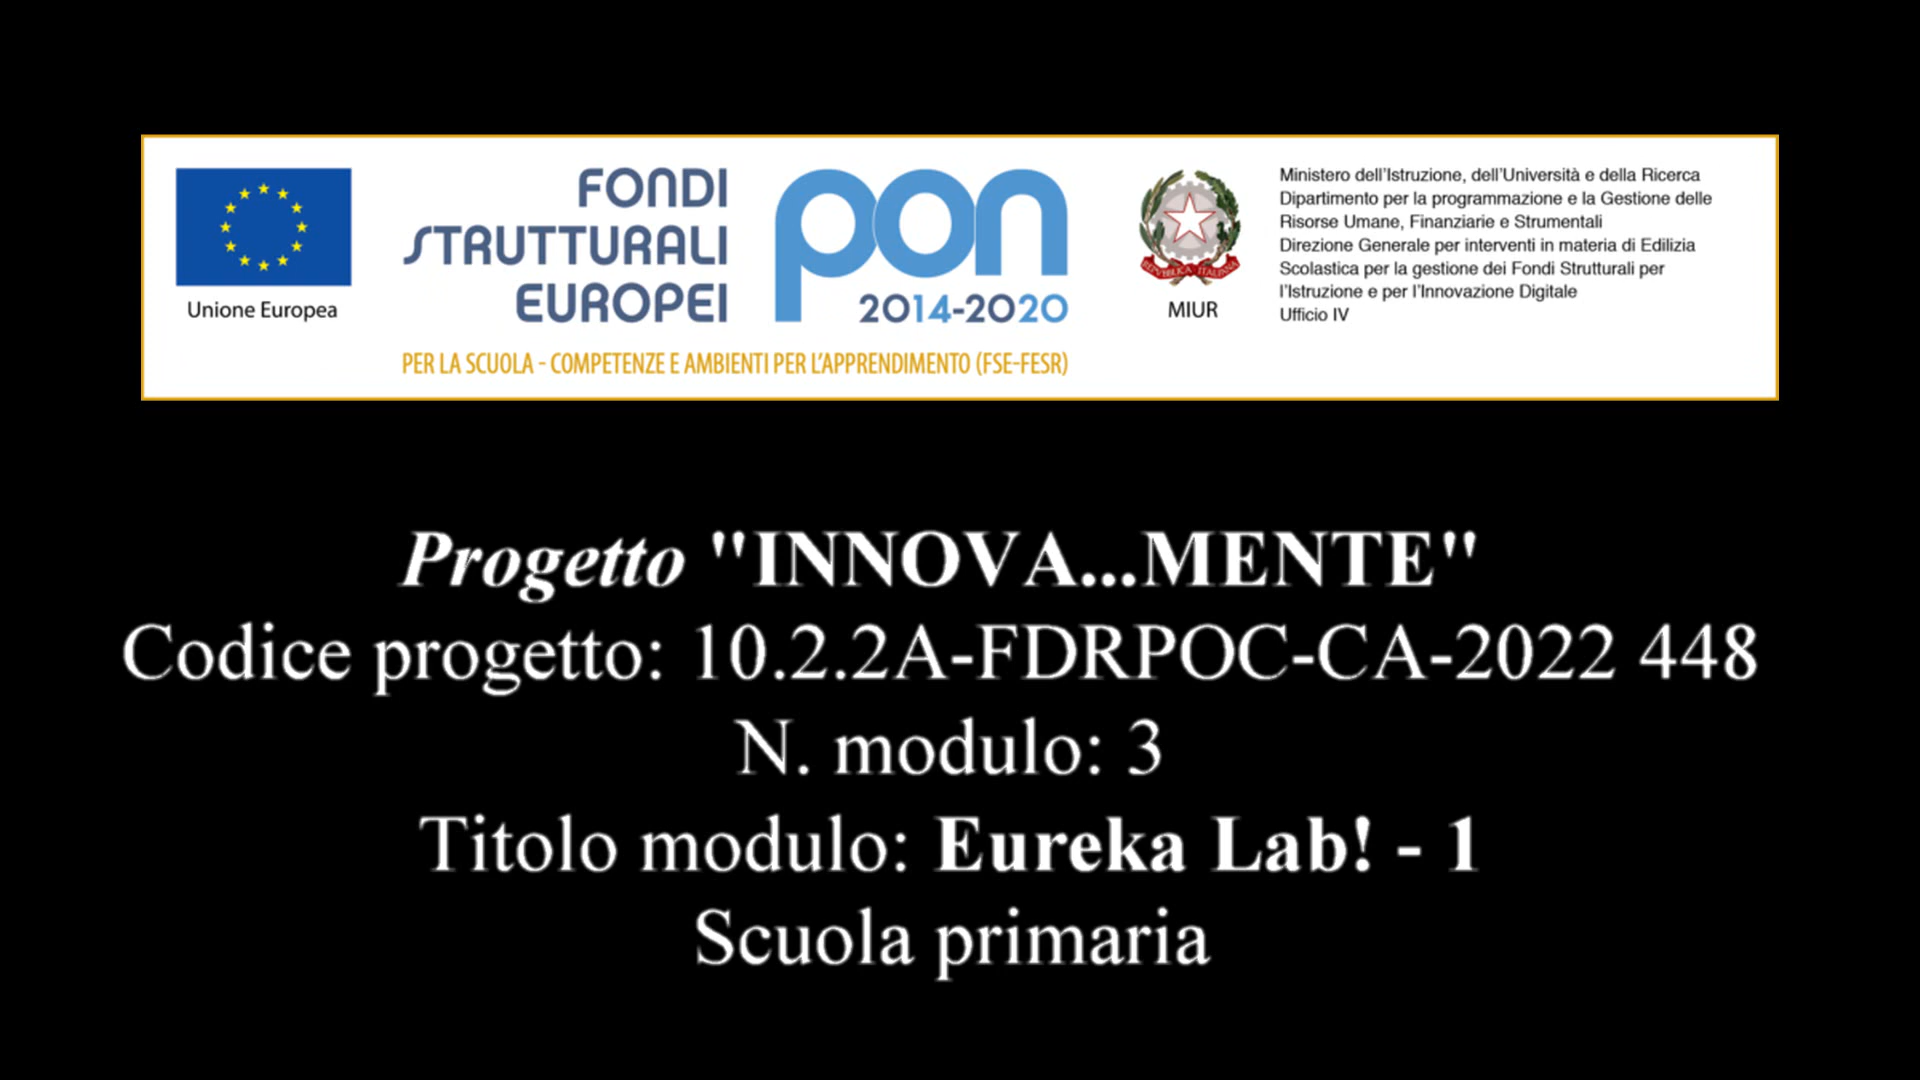 Unione Europea
FONDI
STRUTTURALI
EUROPEI
pon
2014-2020
PER LA SCUOLA - COMPETENZE E AMBIENTI PER L'APPRENDIMENTO (FSE-FESR)
REPVBBLICA ITALIANA
MIUR
Ministero dell'Istruzione, dell'Università e della Ricerca
Dipartimento per la programmazione e la Gestione delle
Risorse Umane, Finanziarie e Strumentali
Direzione Generale per interventi in materia di Edilizia
Scolastica per la gestione dei Fondi Strutturali per
l'Istruzione e per l'Innovazione Digitale
Ufficio IV
Progetto "INNOVA...MENTE"
Codice progetto: 10.2.2A-FDRPOC-CA-2022 448
N. modulo: 3
Titolo modulo: Eureka Lab! - 1
Scuola primaria